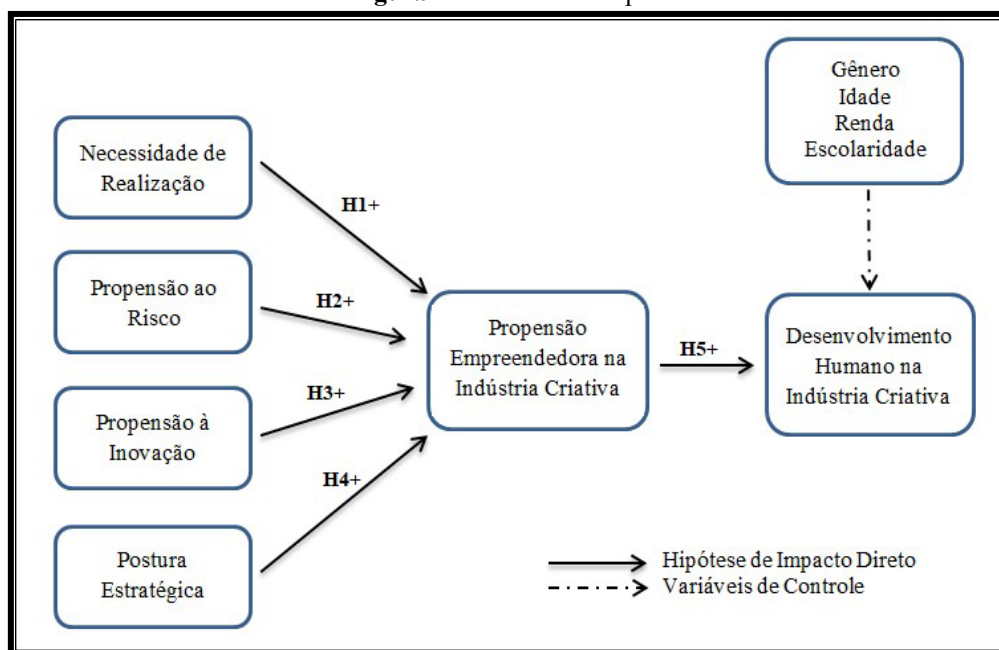 Gênero
Idade
Renda
Escolaridade
Necessidade de
Realização
H1+
Propensão ao
Risco
H2+
Propensão
Empreendedora na
Indústria Criativa
H5+
Desenvolvimento
Humano na
Indústria Criativa
Propensão à
Inovação
H3+
H4+
Postura
Estratégica
Hipótese de Impacto Direto
Variáveis de Controle